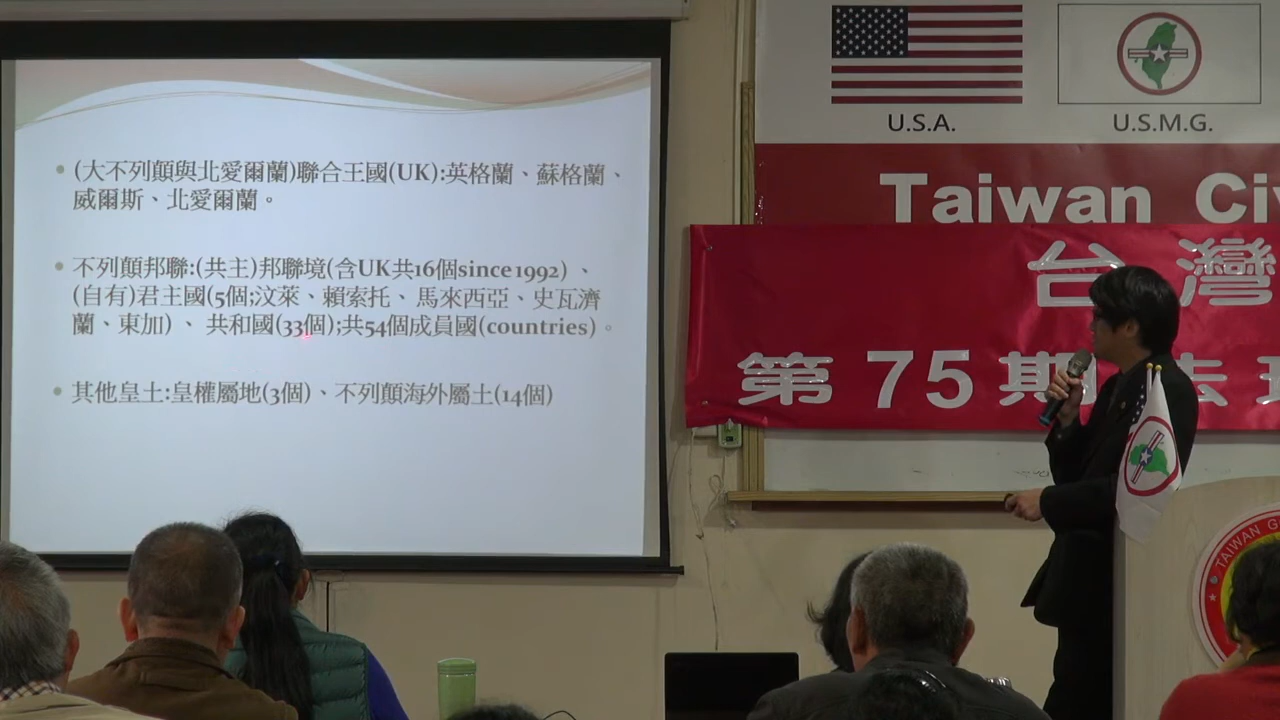 (大不列顛與北愛爾蘭)聯合王國(UK):英格蘭、蘇格蘭、
威爾斯、北愛爾蘭。
不列顛邦聯:(共主)邦聯境(含UK共16個since 1992) 、
(自有)君主國(5個;汶萊、賴索托、馬來西亞、史瓦濟
蘭、東加) 、 共和國(33個);共54個成員國(countries)。
其他皇土:皇權屬地(3個)、不列顛海外屬土(14個)
U.S.A.
U.S.M.G.
Taiwan Ci
台灣
第75期法
TAIWAN G